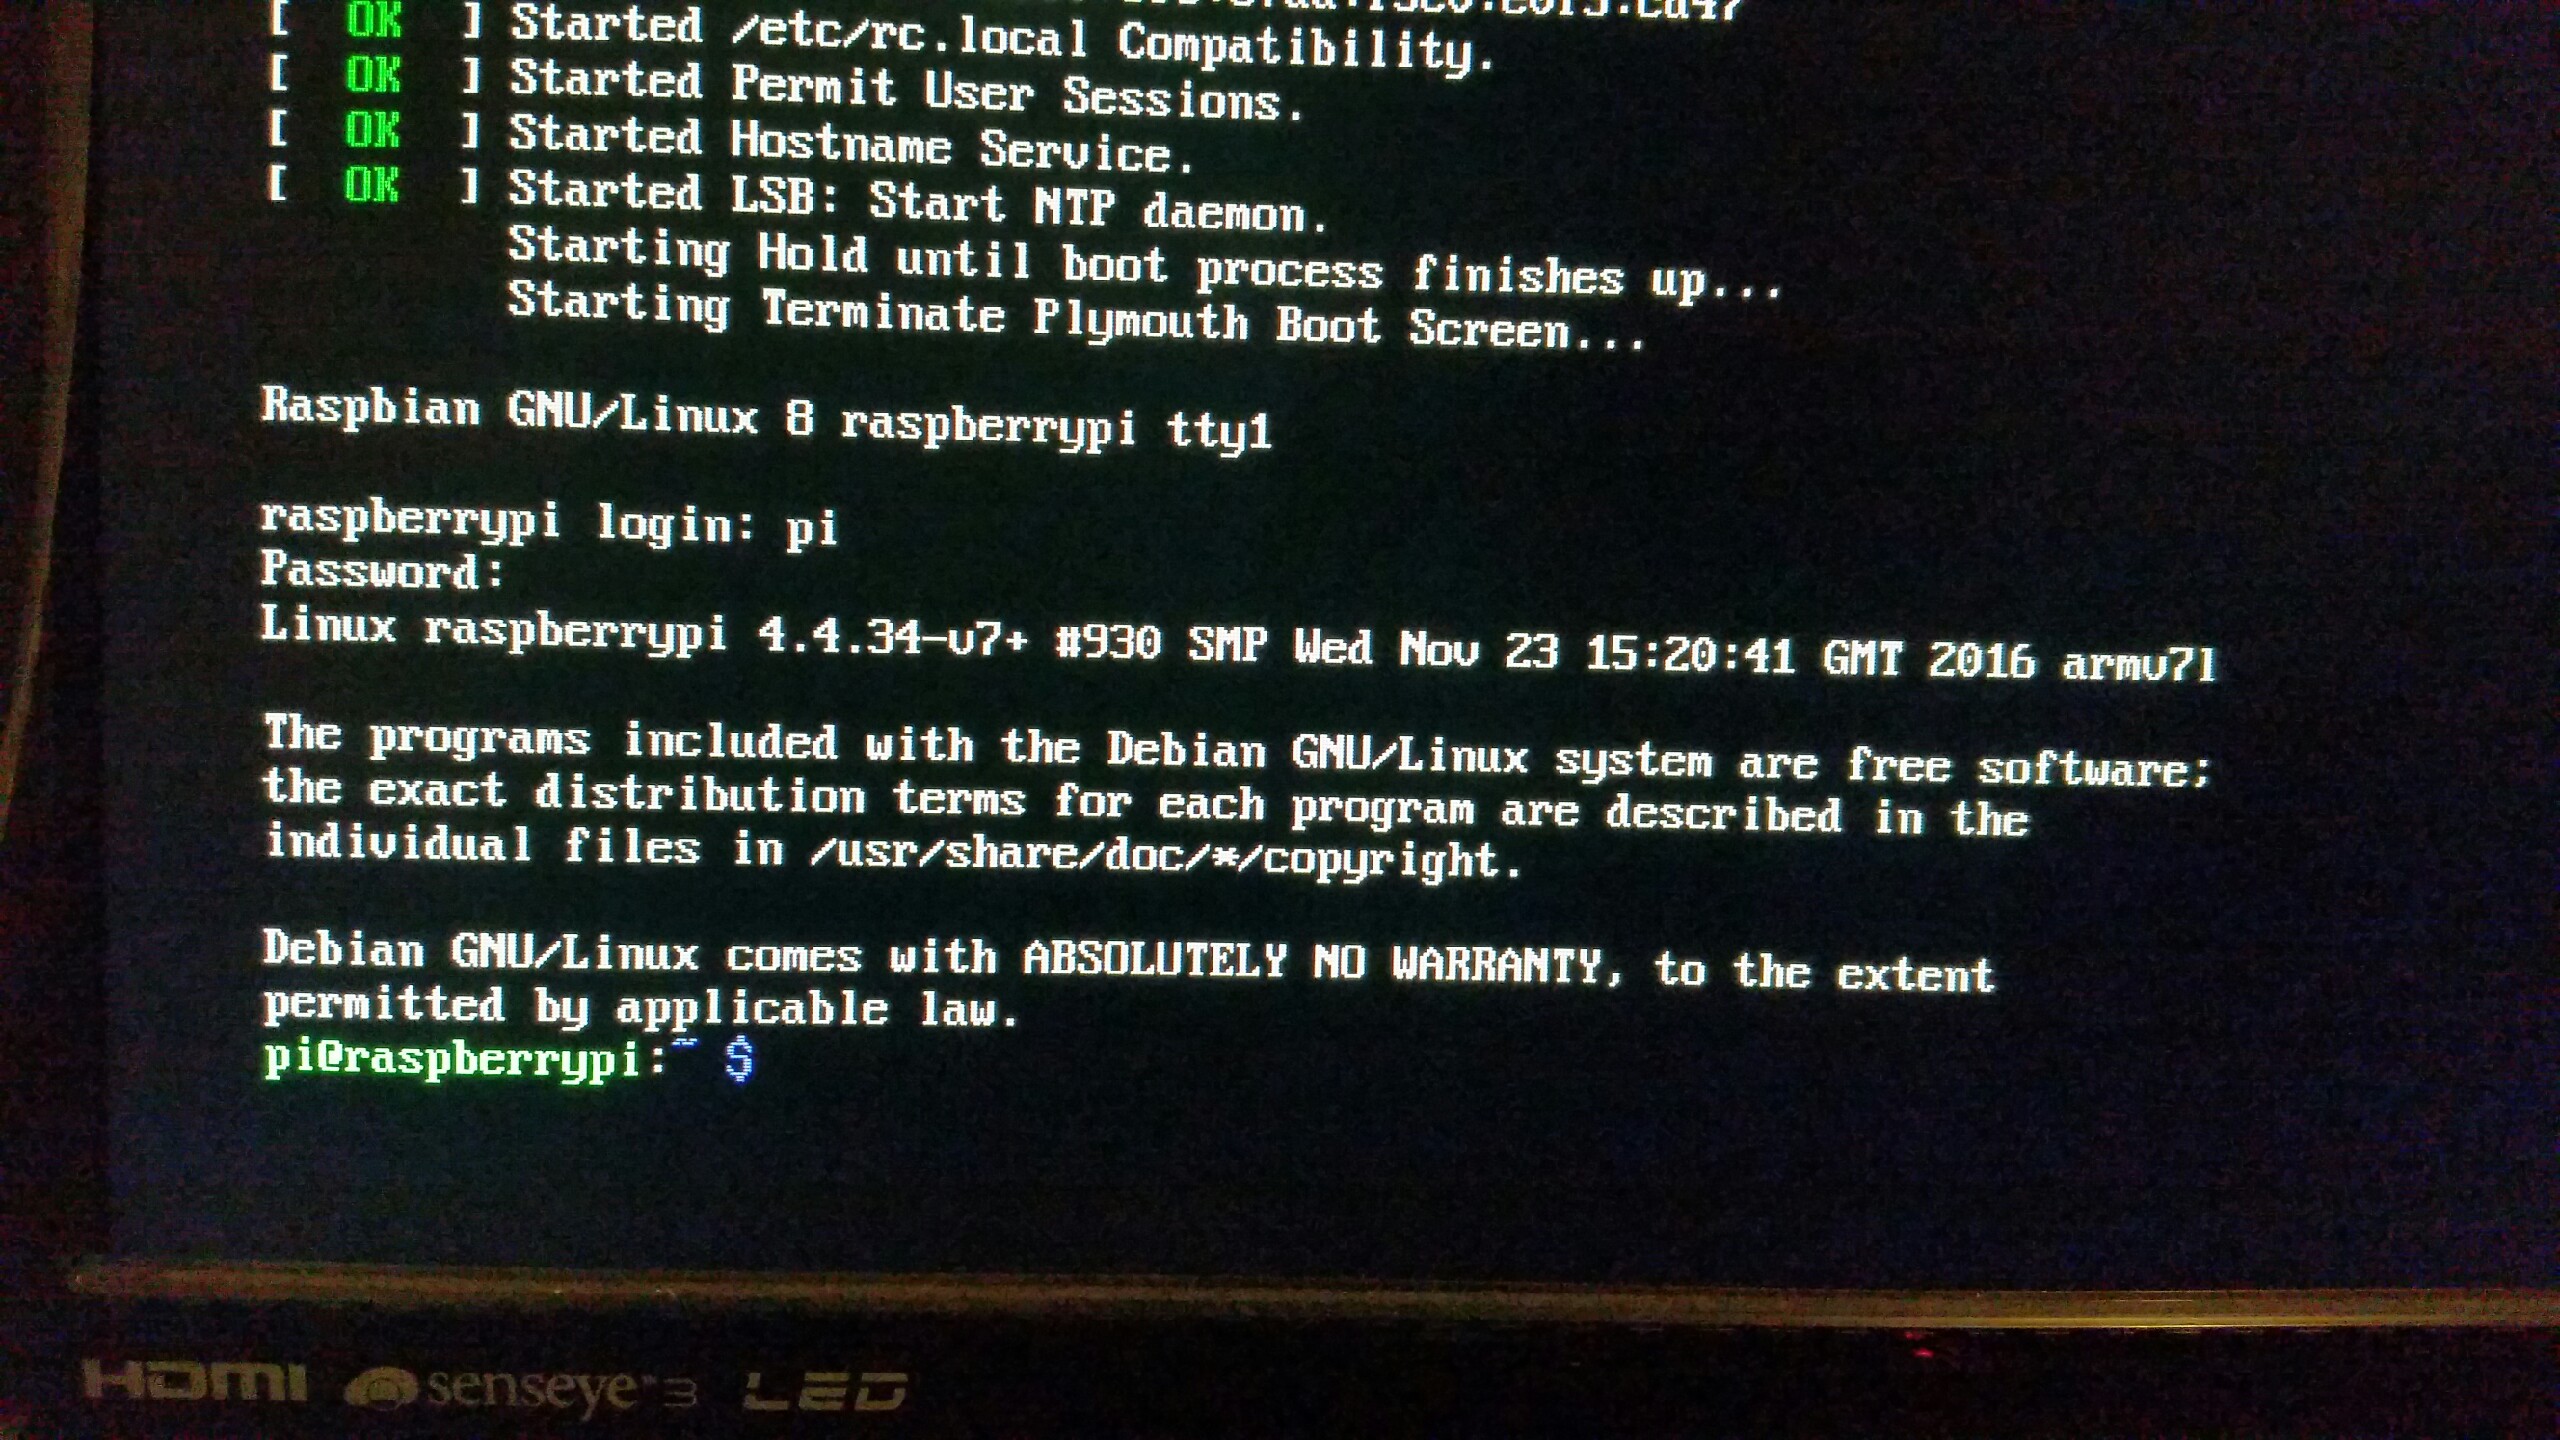 [  OK  ] Started /etc/rc.local Compatibility.
[  OK  ] Started Permit User Sessions.
[  OK  ] Started Hostname Service.
[  OK  ] Started LSB: Start NTP daemon.
Starting Hold until boot process finishes up...
Starting Terminate Plymouth Boot Screen...
Raspbian GNU/Linux 8 raspberrypi tty1
raspberrypi login: pi
Password:
Linux raspberrypi 4.4.34-v7+ #930 SMP Wed Nov 23 15:20:41 GMT 2016 armv7l
The programs included with the Debian GNU/Linux system are free software;
the exact distribution terms for each program are described in the
individual files in /usr/share/doc/*/copyright.
Debian GNU/Linux comes with ABSOLUTELY NO WARRANTY, to the extent
permitted by applicable law.
pi@raspberrypi:~ $
HDMI senseye™3 LED